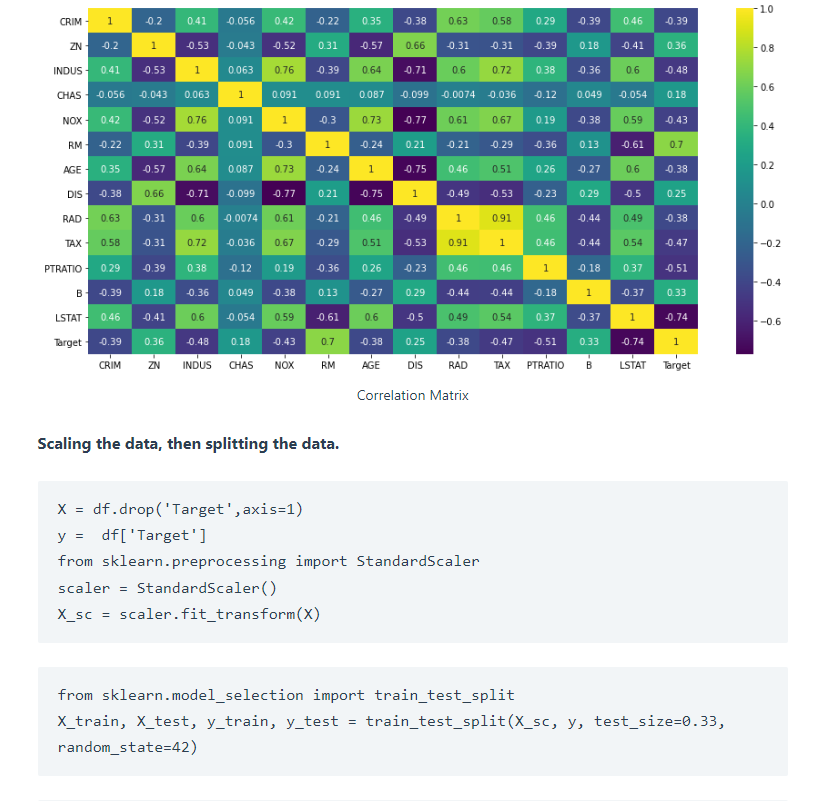 CRIM 1 -0.2 0.41 -0.056 0.42 -0.22 0.35 -0.38 0.63 0.58 0.29 -0.39 0.46 -0.39
ZN -0.2 1 -0.53 -0.043 -0.52 0.31 -0.57 0.66 -0.31 -0.31 -0.39 0.18 -0.41 0.36
INDUS 0.41 -0.53 1 0.063 0.76 -0.39 0.64 -0.71 0.6 0.72 0.38 -0.36 0.6 -0.48
CHAS -0.056 -0.043 0.063 1 0.091 0.091 0.087 -0.099 -0.0074 -0.036 -0.12 0.049 -0.054 0.18
NOX 0.42 -0.52 0.76 0.091 1 -0.3 0.73 -0.77 0.61 0.67 0.19 -0.38 0.59 -0.43
RM -0.22 0.31 -0.39 0.091 -0.3 1 -0.24 0.21 -0.21 -0.29 -0.36 0.13 -0.61 0.7
AGE 0.35 -0.57 0.64 0.087 0.73 -0.24 1 -0.75 0.46 0.51 0.26 -0.27 0.6 -0.38
DIS -0.38 0.66 -0.71 -0.099 -0.77 0.21 -0.75 1 -0.49 -0.53 -0.23 0.29 -0.5 0.25
RAD 0.63 -0.31 0.6 -0.0074 0.61 -0.21 0.46 -0.49 1 0.91 0.46 -0.44 0.49 -0.38
TAX 0.58 -0.31 0.72 -0.036 0.67 -0.29 0.51 -0.53 0.91 1 0.46 -0.44 0.54 -0.47
PTRATIO 0.29 -0.39 0.38 -0.12 0.19 -0.36 0.26 -0.23 0.46 0.46 1 -0.18 0.37 -0.51
B -0.39 0.18 -0.36 0.049 -0.38 0.13 -0.27 0.29 -0.44 -0.44 -0.18 1 -0.37 0.33
LSTAT 0.46 -0.41 0.6 -0.054 0.59 -0.61 0.6 -0.5 0.49 0.54 0.37 -0.37 1 -0.74
Target -0.39 0.36 -0.48 0.18 -0.43 0.7 -0.38 0.25 -0.38 -0.47 -0.51 0.33 -0.74 1
CRIM ZN INDUS CHAS NOX RM AGE DIS RAD TAX PTRATIO B LSTAT Target
1.0
0.8
0.6
0.4
0.2
0.0
−0.2
−0.4
−0.6
Correlation Matrix
Scaling the data, then splitting the data.
X = df.drop('Target',axis=1)
y =  df['Target']
from sklearn.preprocessing import StandardScaler
scaler = StandardScaler()
X_sc = scaler.fit_transform(X)
from sklearn.model_selection import train_test_split
X_train, X_test, y_train, y_test = train_test_split(X_sc, y, test_size=0.33,
random_state=42)